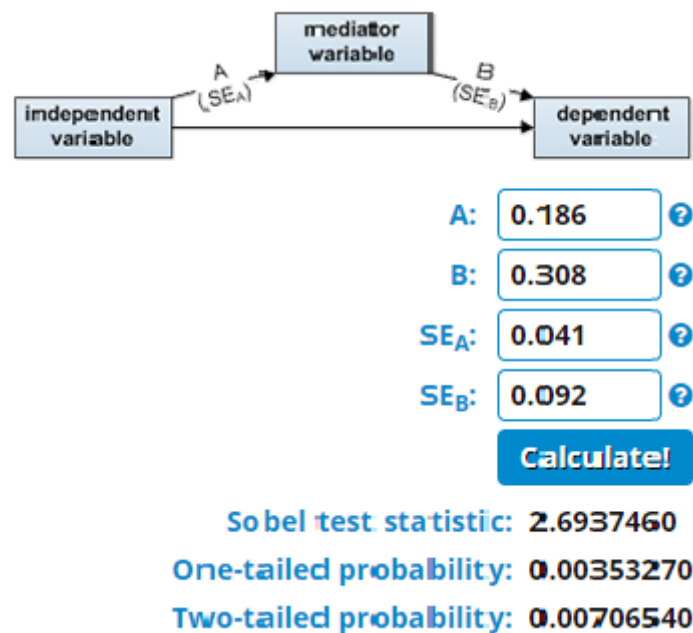 mediator
variable
A
(SEA)
B
(SEB)
independent
variable
dependent
variable
A: 0.186 ?
B: 0.308 ?
SEA: 0.041 ?
SEB: 0.092 ?
Calculate!
Sobel test statistic: 2.69374660
One-tailed probability: 0.00353270
Two-tailed probability: 0.00706540